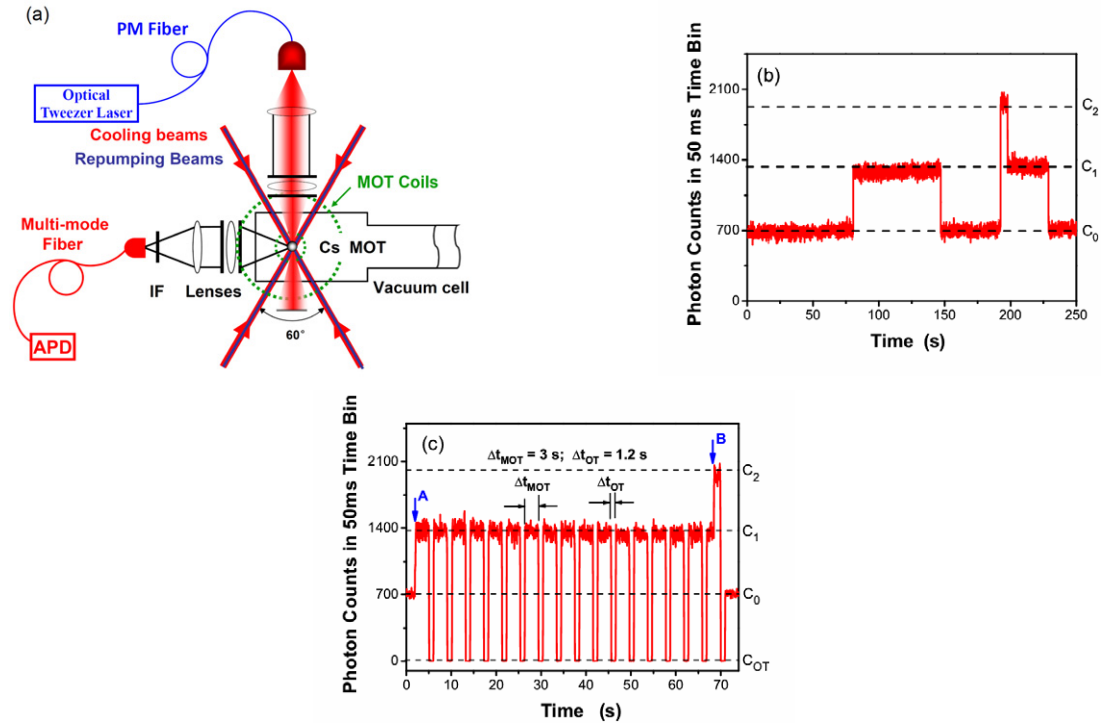 (a)
PM Fiber
Optical
Tweezer Laser
Cooling beams
Repumping Beams
MOT Coils
Multi-mode
Fiber
Cs MOT
IF
Lenses
Vacuum cell
60°
APD
(b)
Photon Counts in 50 ms Time Bin
2100
1400
700
0
C2
C1
C0
0 50 100 150 200 250
Time (s)
(c)
Photon Counts in 50ms Time Bin
2100
1400
700
0
ΔtMOT = 3 s; ΔtOT = 1.2 s
ΔtMOT
ΔtOT
A
B
C2
C1
C0
COT
0 10 20 30 40 50 60 70
Time (s)